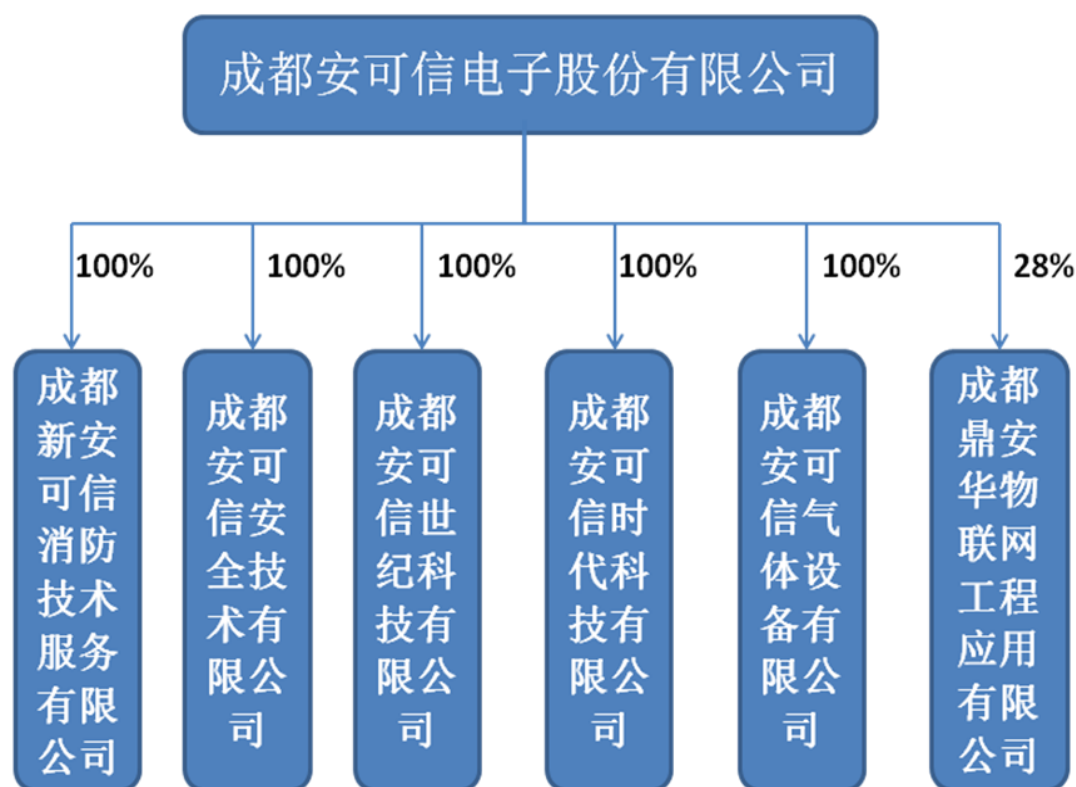 成都安可信电子股份有限公司
100%
100%
100%
100%
100%
28%
成都
新安
可信
消防
技术
服务
有限
公司
成都
安可
信安
全技
术有
限公
司
成都
安可
信世
纪科
技有
限公
司
成都
安可
信时
代科
技有
限公
司
成都
安可
信气
体设
备有
限公
司
成都
鼎安
华物
联网
工程
应用
有限
公司